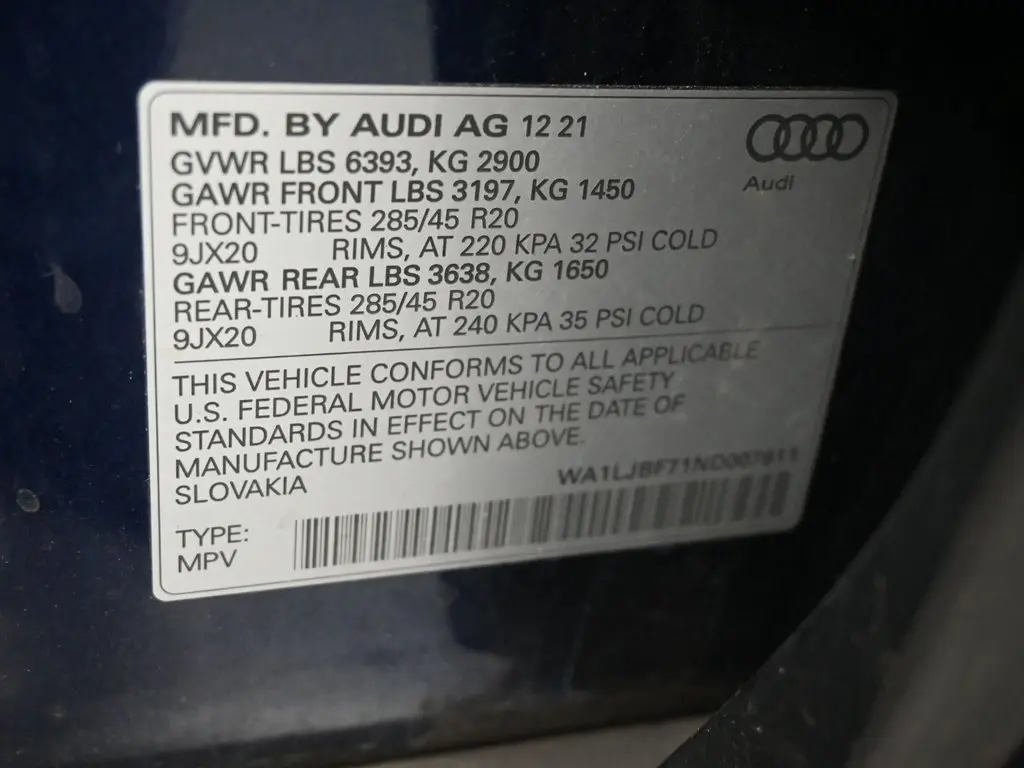 MFD. BY AUDI AG 12 21
GVWR LBS 6393, KG 2900
GAWR FRONT LBS 3197, KG 1450
FRONT-TIRES 285/45 R20
9JX20 RIMS, AT 220 KPA 32 PSI COLD
GAWR REAR LBS 3638, KG 1650
REAR-TIRES 285/45 R20
9JX20 RIMS, AT 240 KPA 35 PSI COLD
Audi
THIS VEHICLE CONFORMS TO ALL APPLICABLE
U.S. FEDERAL MOTOR VEHICLE SAFETY
STANDARDS IN EFFECT ON THE DATE OF
MANUFACTURE SHOWN ABOVE.
SLOVAKIA
TYPE:
MPV